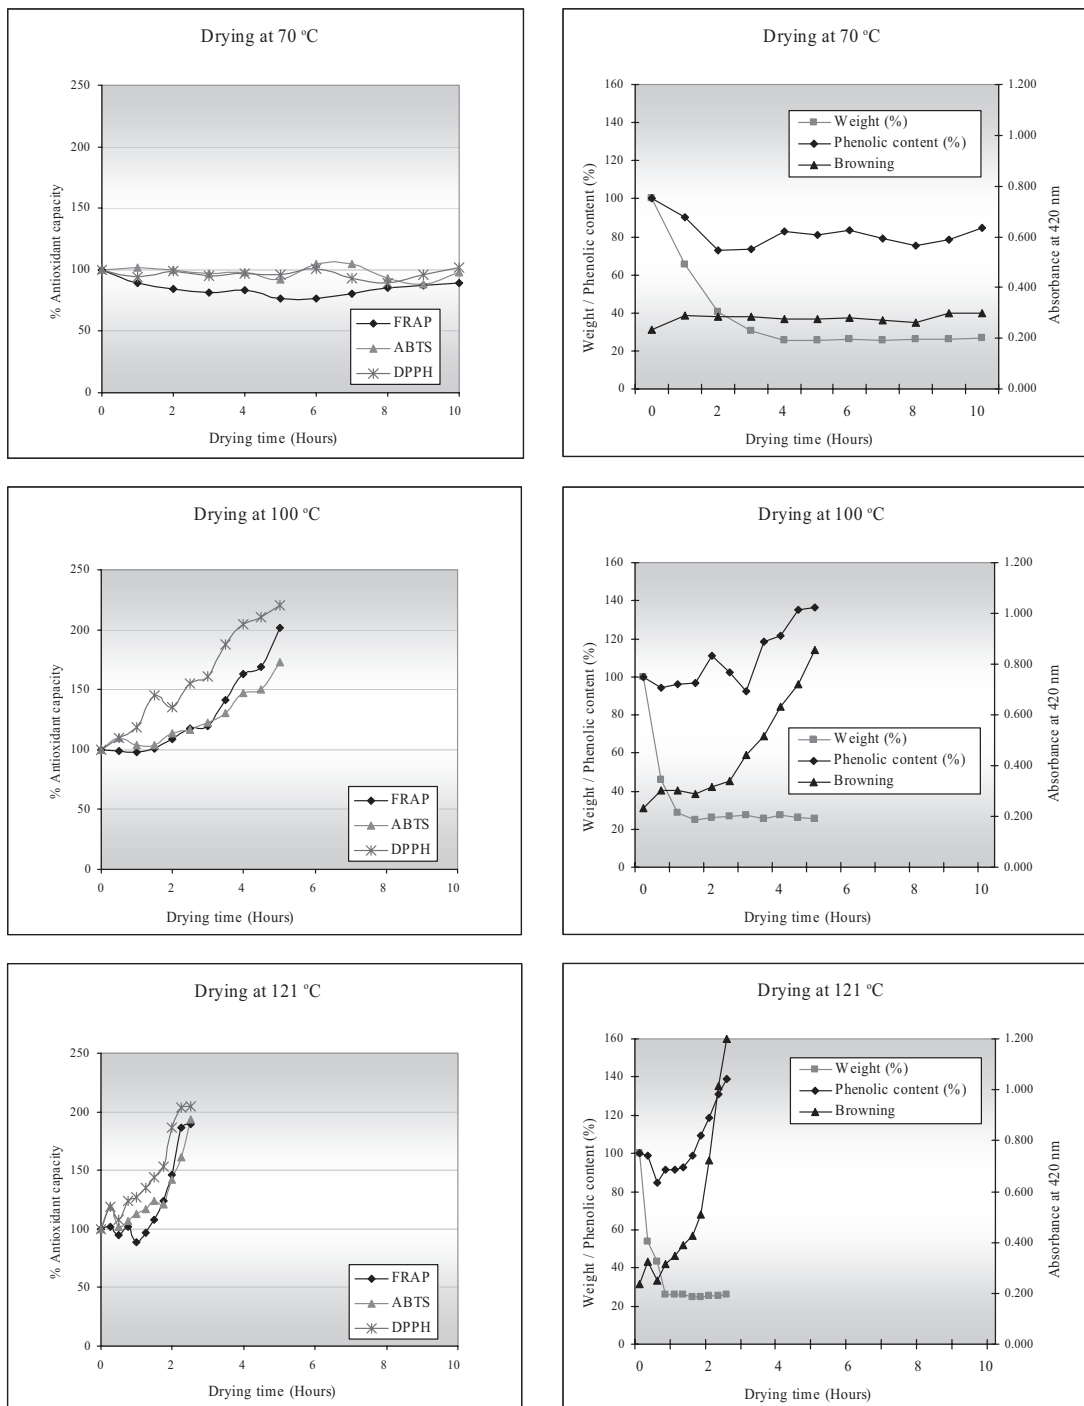 Drying at 70 °C
250
200
150
100
50
0
% Antioxidant capacity
FRAP
ABTS
DPPH
0 2 4 6 8 10
Drying time (Hours)
Drying at 70 °C
160
140
120
100
80
60
40
20
0
Weight / Phenolic content (%)
Weight (%)
Phenolic content (%)
Browning
1.200
1.000
0.800
0.600
0.400
0.200
0.000
Absorbance at 420 nm
0 2 4 6 8 10
Drying time (Hours)
Drying at 100 °C
250
200
150
100
50
0
% Antioxidant capacity
FRAP
ABTS
DPPH
0 2 4 6 8 10
Drying time (Hours)
Drying at 100 °C
160
140
120
100
80
60
40
20
0
Weight / Phenolic content (%)
Weight (%)
Phenolic content (%)
Browning
1.200
1.000
0.800
0.600
0.400
0.200
0.000
Absorbance at 420 nm
0 2 4 6 8 10
Drying time (Hours)
Drying at 121 °C
250
200
150
100
50
0
% Antioxidant capacity
FRAP
ABTS
DPPH
0 2 4 6 8 10
Drying time (Hours)
Drying at 121 °C
160
140
120
100
80
60
40
20
0
Weight / Phenolic content (%)
Weight (%)
Phenolic content (%)
Browning
1.200
1.000
0.800
0.600
0.400
0.200
0.000
Absorbance at 420 nm
0 2 4 6 8 10
Drying time (Hours)